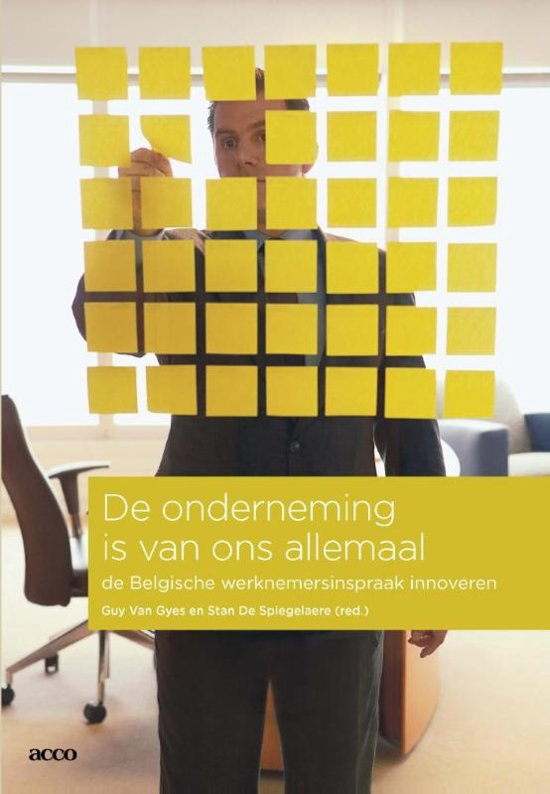 De onderneming
is van ons allemaal
de Belgische werknemersinspraak innoveren
Guy Van Gyes en Stan De Spiegelaere (red.)
acco